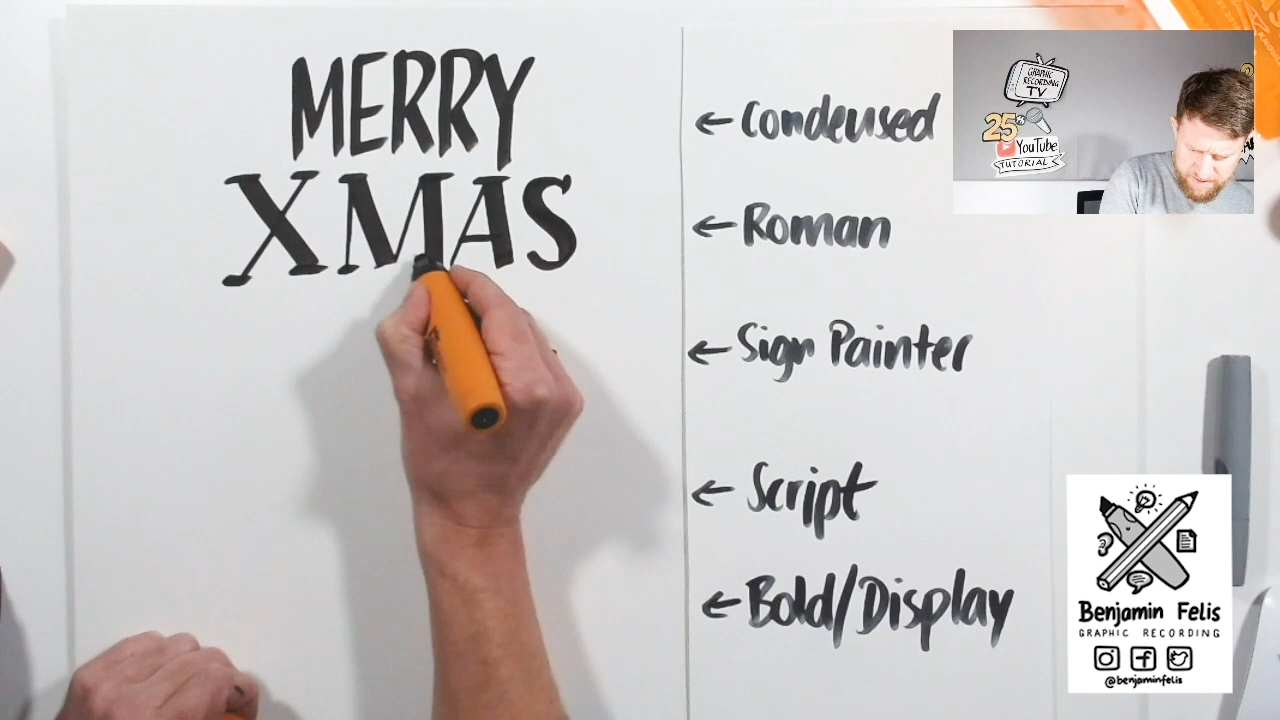 MERRY
XMAS
← Condensed
← Roman
← Sign Painter
← Script
← Bold/Display
GRAPHIC
RECORDING
TV
25
YouTube
TUTORIAL
Benjamin Felis
GRAPHIC RECORDING
@benjaminfelis